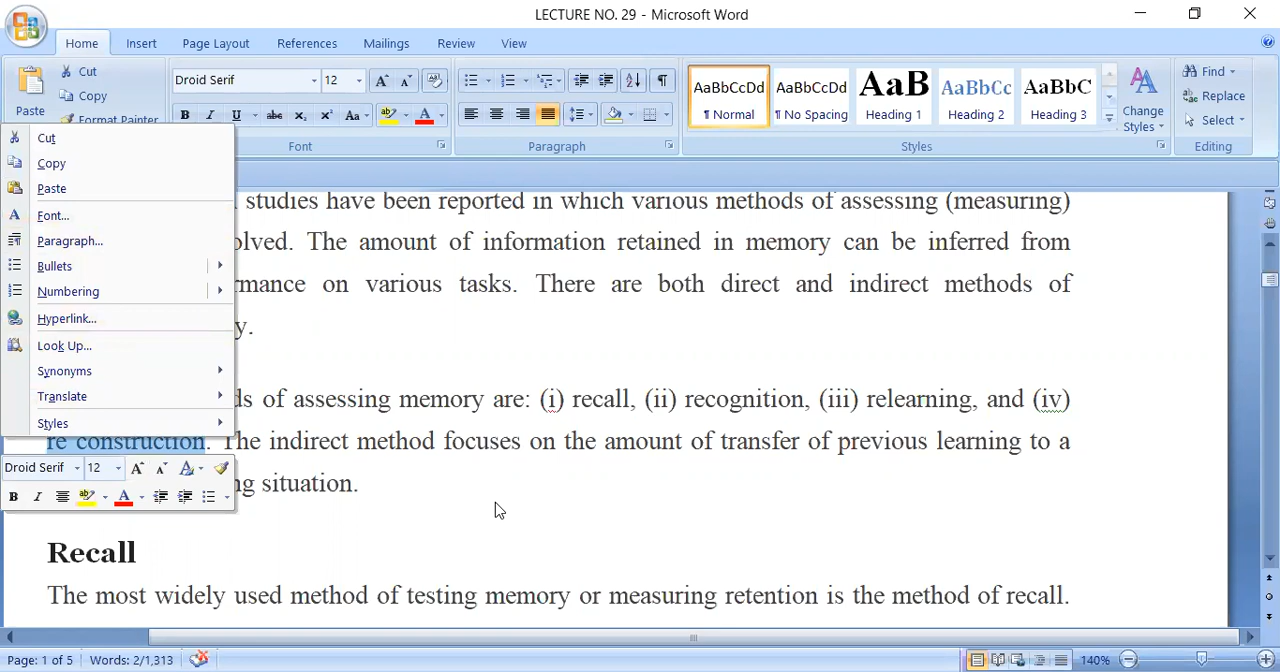 LECTURE NO. 29 - Microsoft Word
Home Insert Page Layout References Mailings Review View
Paste
Cut
Copy
Format Painter
Droid Serif 12
B I U abc X₂ X² Aa
Font
Paragraph
AaBbCcDd AaBbCcDd AaB AaBbCc AaBbC
¶ Normal ¶ No Spacing Heading 1 Heading 2 Heading 3
Change Styles
Styles
Find
Replace
Select
Editing
Cut
Copy
Paste
Font...
Paragraph...
Bullets
Numbering
Hyperlink...
Look Up...
Synonyms
Translate
Styles
Droid Serif 12
B I
studies have been reported in which various methods of assessing (measuring)
olved. The amount of information retained in memory can be inferred from
rmance on various tasks. There are both direct and indirect methods of
y.
ds of assessing memory are: (i) recall, (ii) recognition, (iii) relearning, and (iv)
re construction. The indirect method focuses on the amount of transfer of previous learning to a
ng situation.
Recall
The most widely used method of testing memory or measuring retention is the method of recall.
Page: 1 of 5 Words: 2/1,313 140%